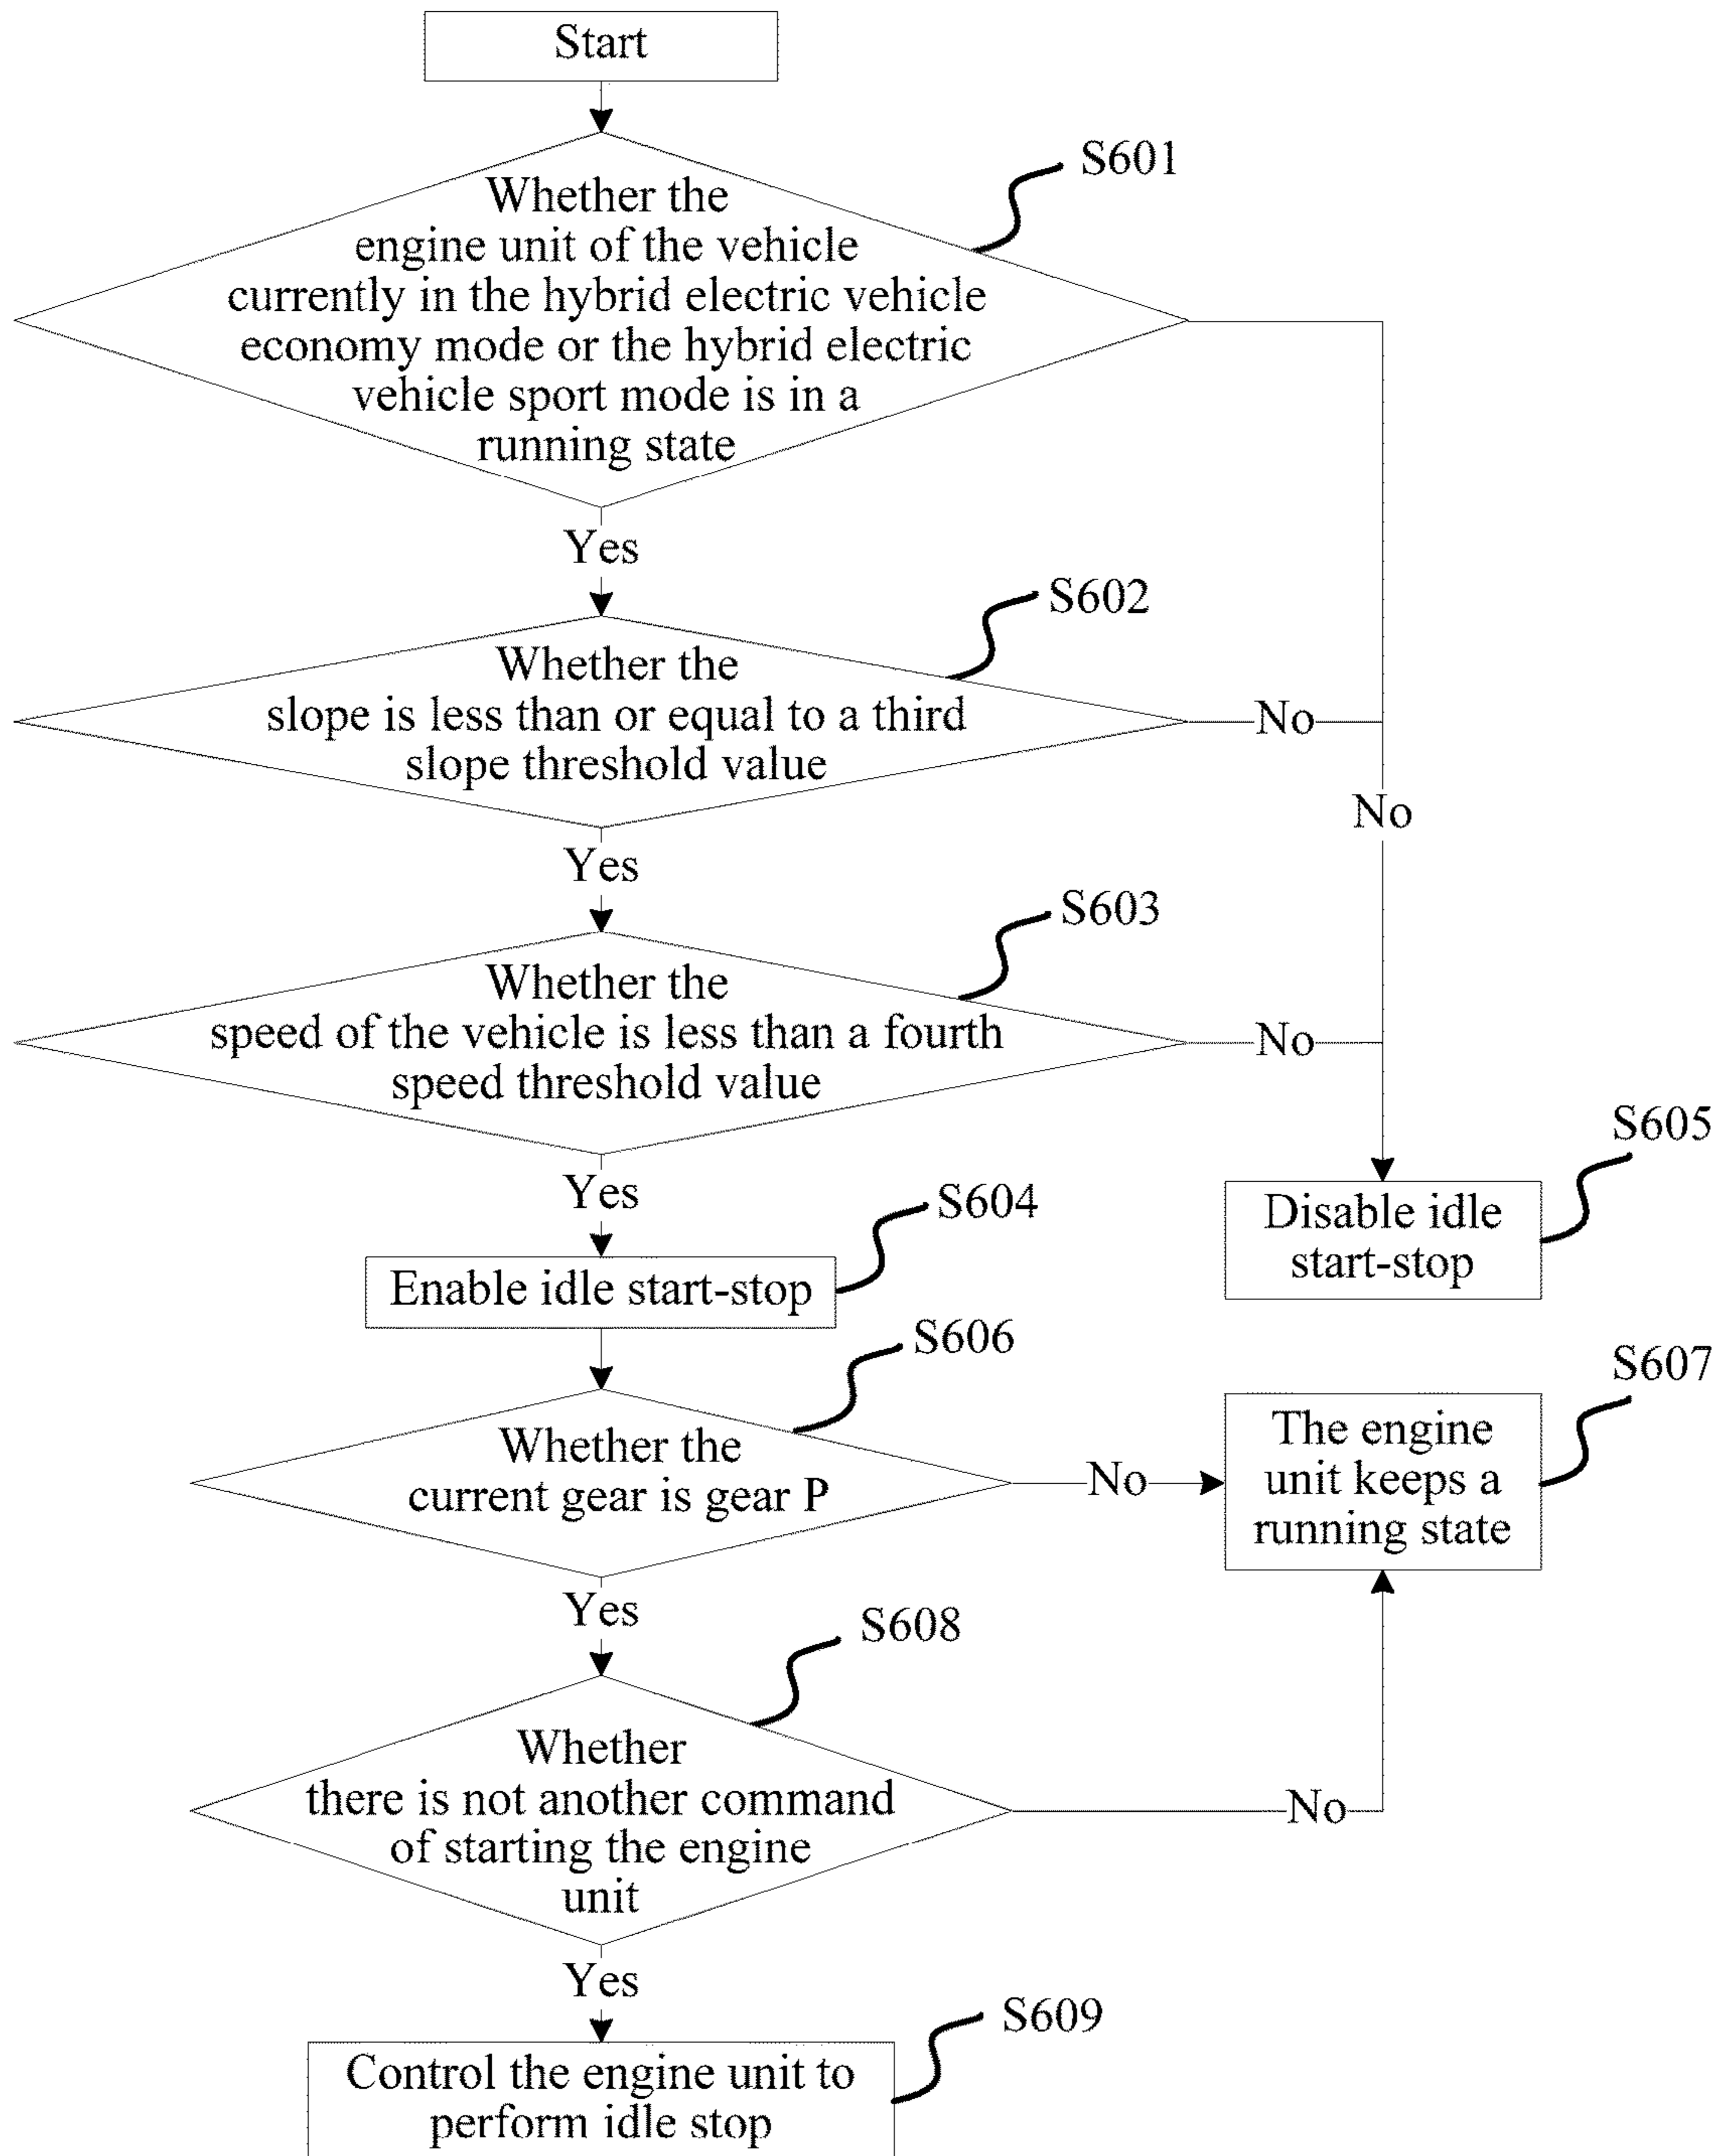 Start
S601
Whether the
engine unit of the vehicle
currently in the hybrid electric vehicle
economy mode or the hybrid electric
vehicle sport mode is in a
running state
Yes
S602
Whether the
slope is less than or equal to a third
slope threshold value
No
No
Yes
S603
Whether the
speed of the vehicle is less than a fourth
speed threshold value
No
Yes
S604
Enable idle start-stop
S605
Disable idle
start-stop
S606
Whether the
current gear is gear P
No
S607
The engine
unit keeps a
running state
Yes
S608
Whether
there is not another command
of starting the engine
unit
No
Yes
S609
Control the engine unit to
perform idle stop